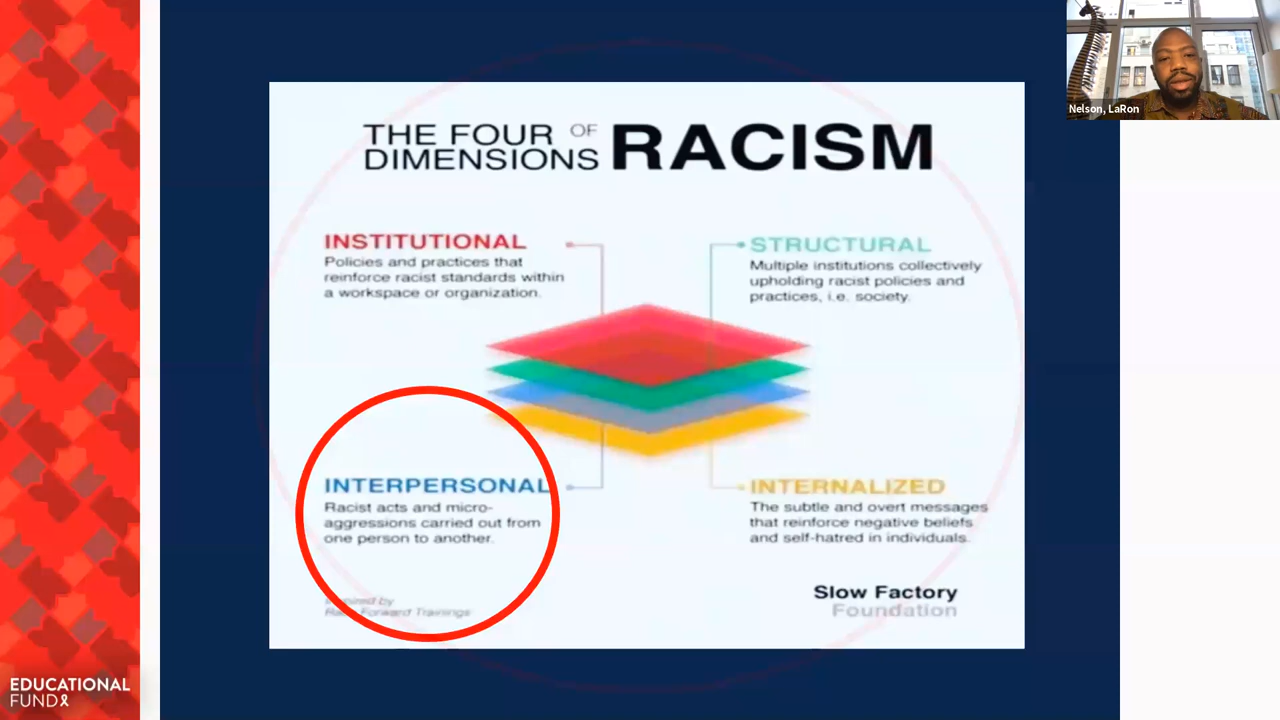 Nelson, LaRon
THE FOUR OF
DIMENSIONS RACISM
INSTITUTIONAL
Policies and practices that
reinforce racist standards within
a workspace or organization.
STRUCTURAL
Multiple institutions collectively
upholding racist policies and
practices, i.e. society.
INTERPERSONAL
Racist acts and micro-
aggressions carried out from
one person to another.
INTERNALIZED
The subtle and overt messages
that reinforce negative beliefs
and self-hatred in individuals.
by
Forward Trainings
Slow Factory
Foundation
EDUCATIONAL
FUND